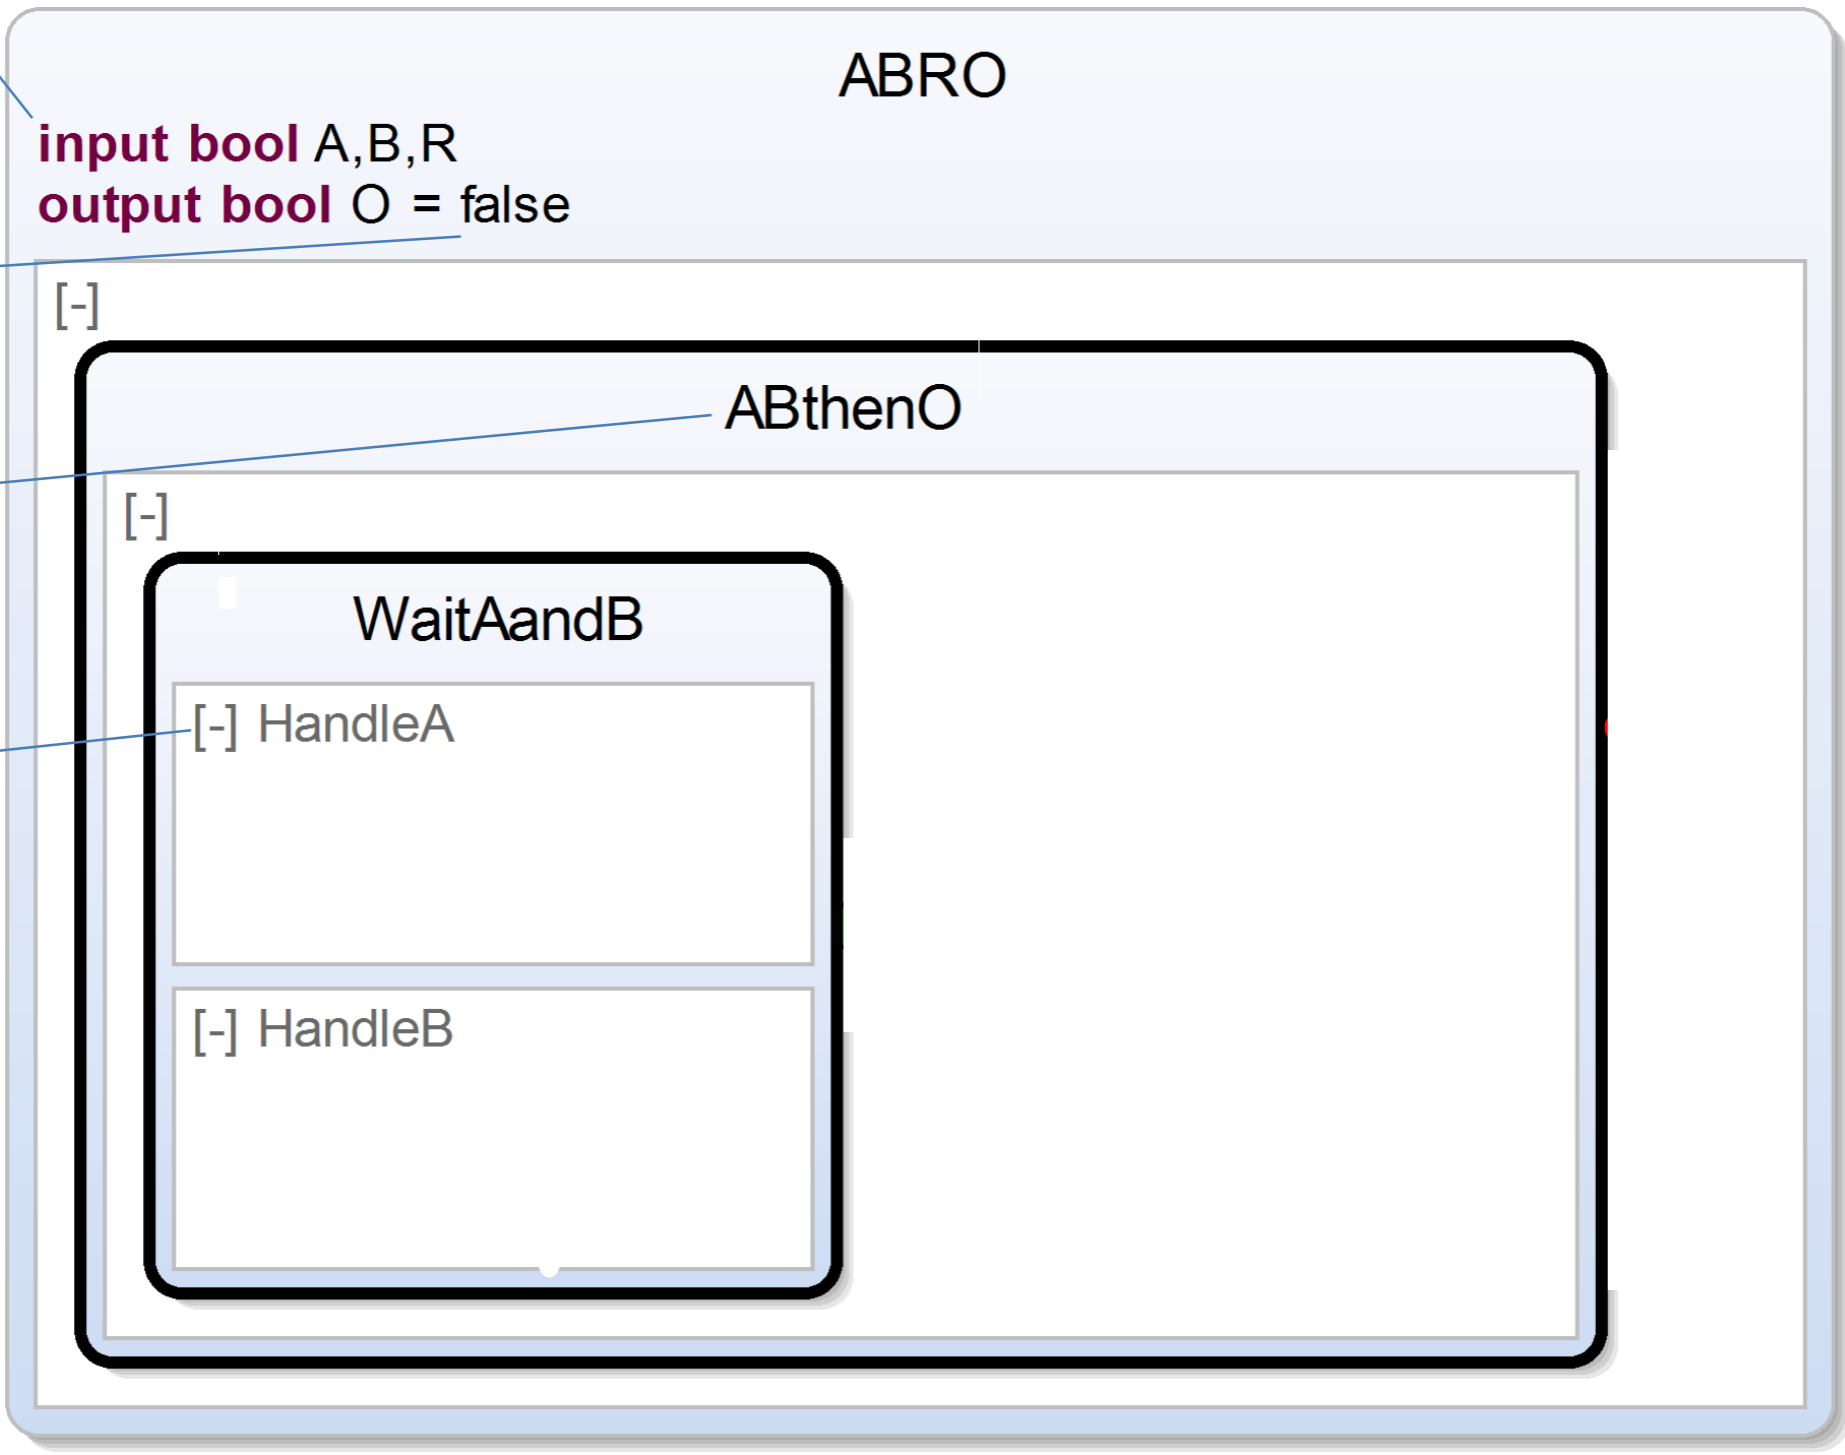 ABRO
input bool A,B,R
output bool O = false
[-]
ABthenO
[-]
WaitAandB
[-] HandleA
[-] HandleB